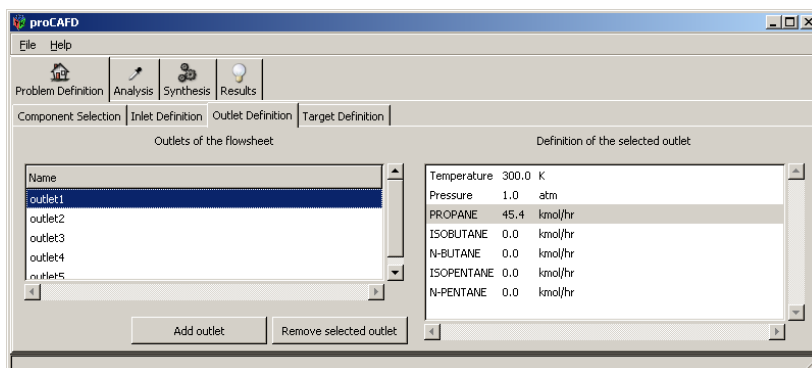 proCAFD
File Help
Problem Definition Analysis Synthesis Results
Component Selection Inlet Definition Outlet Definition Target Definition
Outlets of the flowsheet
Name
outlet1
outlet2
outlet3
outlet4
outlet5
Add outlet Remove selected outlet
Definition of the selected outlet
Temperature 300.0 K
Pressure 1.0 atm
PROPANE 45.4 kmol/hr
ISOBUTANE 0.0 kmol/hr
N-BUTANE 0.0 kmol/hr
ISOPENTANE 0.0 kmol/hr
N-PENTANE 0.0 kmol/hr